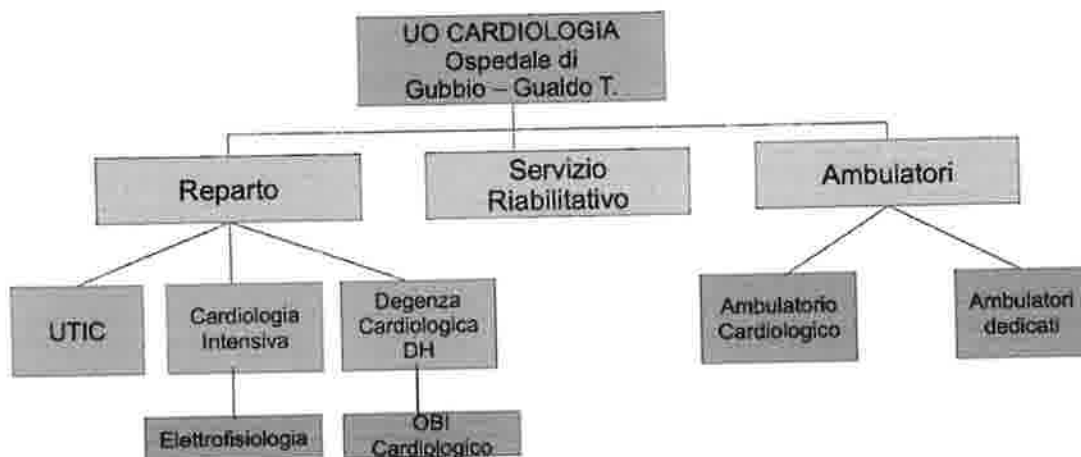 UO CARDIOLOGIA
Ospedale di
Gubbio – Gualdo T.
Reparto
Servizio
Riabilitativo
Ambulatori
UTIC
Cardiologia
Intensiva
Degenza
Cardiologica
DH
Ambulatorio
Cardiologico
Ambulatori
dedicati
Elettrofisiologia
OBI
Cardiologico